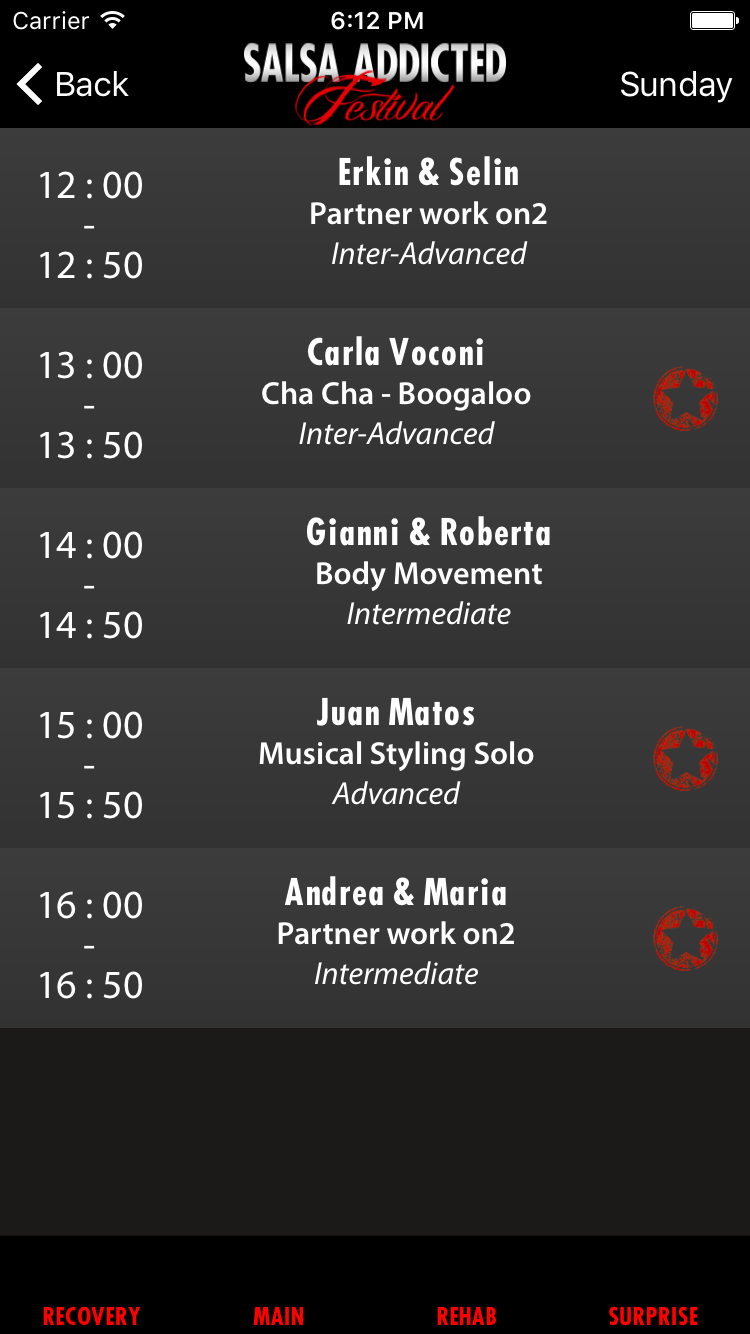 Carrier 6:12 PM
SALSA ADDICTED
Festival
Back Sunday
12 : 00
-
12 : 50
Erkin & Selin
Partner work on2
Inter-Advanced
13 : 00
-
13 : 50
Carla Voconi
Cha Cha - Boogaloo
Inter-Advanced
14 : 00
-
14 : 50
Gianni & Roberta
Body Movement
Intermediate
15 : 00
-
15 : 50
Juan Matos
Musical Styling Solo
Advanced
16 : 00
-
16 : 50
Andrea & Maria
Partner work on2
Intermediate
RECOVERY MAIN REHAB SURPRISE